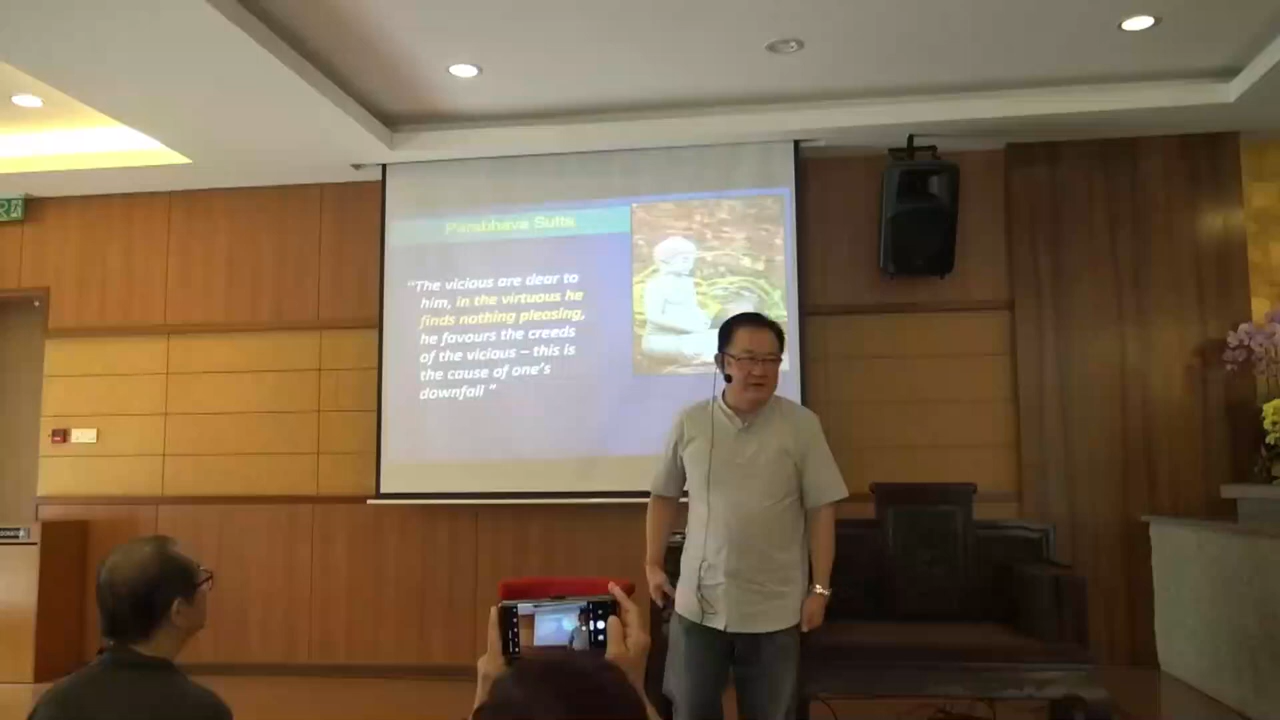 Parabhava Sutta
“The vicious are dear to
him, in the virtuous he
finds nothing pleasing,
he favours the creeds
of the vicious – this is
the cause of one’s
downfall ”